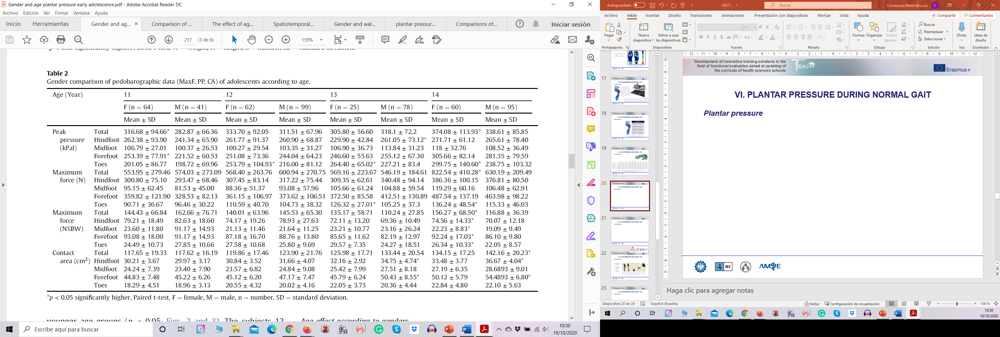 Gender and age plantar pressure early adolescence.pdf - Adobe Acrobat Reader DC
Archivo Edición Ver Firmar Ventana Ayuda
Inicio Herramientas Gender and ag... × Comparison of ... The effect of ag... Spatiotemporal... Gender and wal... plantar pressur... Comparisons of... Iniciar sesión
217 (3 de 6) 159%
Table 2
Gender comparison of pedobarographic data (MaxF, PP, CA) of adolescents according to age.
Age (Year) 11 12 13 14
F (n = 64) M (n = 41) F (n = 62) M (n = 99) F (n = 25) M (n = 78) F (n = 60) M (n = 95)
Mean ± SD Mean ± SD Mean ± SD Mean ± SD Mean ± SD Mean ± SD Mean ± SD Mean ± SD
Peak Total 316.68 ± 94.66* 282.87 ± 66.36 333.70 ± 92.05 311.51 ± 67.96 305.80 ± 56.60 318.1 ± 72.2 374.08 ± 113.93* 338.61 ± 85.85
pressure Hindfoot 262.38 ± 93.90 241.34 ± 65.90 261.77 ± 91.37 260.90 ± 68.87 229.90 ± 42.84 261.05 ± 73.12* 271.71 ± 61.12 265.61 ± 78.40
(kPal) Midfoot 106.79 ± 27.01 100.37 ± 26.53 100.27 ± 29.54 103.35 ± 31.27 106.90 ± 36.73 113.84 ± 31.23 118 ± 32.76 108.52 ± 36.49
Forefoot 253.39 ± 77.91* 221.52 ± 60.53 251.08 ± 73.36 244.04 ± 64.23 246.60 ± 55.63 255.12 ± 67.30 305.66 ± 82.14 281.35 ± 79.59
Toes 201.05 ± 86.77 198.72 ± 69.96 253.79 ± 104.93* 216.00 ± 81.12 264.40 ± 65.02* 227.21 ± 83.4 299.75 ± 140.60* 238.75 ± 103.32
Maximum Total 553.95 ± 279.46 574.03 ± 273.09 568.40 ± 263.76 600.94 ± 270.75 569.16 ± 223.67 546.19 ± 184.61 822.54 ± 410.28* 630.19 ± 209.49
force (N) Hindfoot 300.80 ± 75.10 293.47 ± 68.46 307.45 ± 83.14 317.22 ± 75.44 309.35 ± 62.61 340.48 ± 94.14 386.36 ± 100.15 376.81 ± 80.50
Midfoot 95.15 ± 62.45 81.53 ± 45.00 88.36 ± 51.37 93.08 ± 57.96 105.66 ± 61.24 104.88 ± 59.54 119.29 ± 60.16 106.48 ± 62.91
Forefoot 359.82 ± 121.90 328.53 ± 82.13 361.15 ± 106.97 373.62 ± 106.51 372.50 ± 85.58 412.51 ± 130.89 487.54 ± 137.19 463.98 ± 98.22
Toes 90.71 ± 36.67 96.46 ± 30.22 110.59 ± 40.70 104.73 ± 38.32 126.32 ± 27.01* 105.25 ± 37.3 136.24 ± 48.54* 115.33 ± 46.03
Maximum Total 144.43 ± 66.84 162.66 ± 76.71 140.01 ± 63.96 145.53 ± 65.30 135.17 ± 58.71 110.24 ± 27.85 156.27 ± 68.50* 116.88 ± 36.39
force Hindfoot 79.21 ± 18.49 82.63 ± 18.60 74.17 ± 19.26 78.93 ± 27.63 72.11 ± 13.20 69.36 ± 10.49 74.56 ± 14.33* 70.07 ± 12.18
(N%BW) Midfoot 23.60 ± 11.80 91.17 ± 14.93 21.13 ± 11.46 21.64 ± 11.25 23.21 ± 10.77 23.16 ± 26.24 22.23 ± 8.83* 19.09 ± 9.49
Forefoot 93.08 ± 18.00 91.17 ± 14.93 87.18 ± 16.70 88.76 ± 13.80 85.65 ± 11.62 82.19 ± 12.97 92.24 ± 17.03* 86.10 ± 9.80
Toes 24.49 ± 10.73 27.85 ± 10.66 27.58 ± 10.68 25.80 ± 9.69 29.57 ± 7.35 24.27 ± 18.51 26.34 ± 10.33* 22.05 ± 8.57
Contact Total 117.65 ± 19.33 117.62 ± 16.19 119.86 ± 17.46 123.90 ± 21.76 125.98 ± 17.71 133.44 ± 20.54 134.15 ± 17.25 142.16 ± 20.23*
area (cm²) Hindfoot 30.21 ± 3.67 29.97 ± 3.17 30.84 ± 3.52 31.66 ± 4.07 32.16 ± 2.92 34.75 ± 4.74* 33.48 ± 3.77 36.67 ± 4.04*
Midfoot 24.24 ± 7.39 23.40 ± 7.90 23.57 ± 6.82 24.84 ± 9.08 25.42 ± 7.99 27.51 ± 8.18 27.19 ± 6.35 28.6893 ± 9.01
Forefoot 44.83 ± 7.48 45.22 ± 6.26 45.12 ± 6.20 47.17 ± 7.47 45.79 ± 6.24 50.43 ± 8.55* 50.12 ± 5.79 54.4893 ± 6.80*
Toes 18.29 ± 4.51 18.96 ± 3.13 20.55 ± 4.32 20.02 ± 4.16 22.05 ± 3.73 20.36 ± 4.44 22.84 ± 4.80 22.10 ± 5.63
*p < 0.05 significantly higher, Paired t-test, F = female, M = male, n = number, SD = standard deviation.
Escribe aquí para buscar
10:30
19/10/2020
Autoguardado GAIT... Buscar Constanza.Martin@uv.es C
Archivo Inicio Insertar Diseño Transiciones Animaciones Presentación con diapositivas Revisar Vista Ayuda Compartir Comentarios
Pegar Nueva diapositiva Volver a usar las diapositivas 14 Formas Organizar Estilos rápidos Buscar Reemplazar Seleccionar Dictar Ideas de diseño
Portapapeles Diapositivas Fuente Párrafo Dibujo Edición Voz Diseñador
17
18
19
20
21
(Ctrl)
22
23
Development of innovative training solutions in the
field of functional evaluation aimed at updating of
the curricula of health sciences schools
TEACH
Erasmus+
VI. PLANTAR PRESSURE DURING NORMAL GAIT
Plantar pressure
IBV
Haga clic para agregar notas
Diapositiva 20 de 29 Español (España) Notas Configuración de visualización 100 %
10:30
19/10/2020